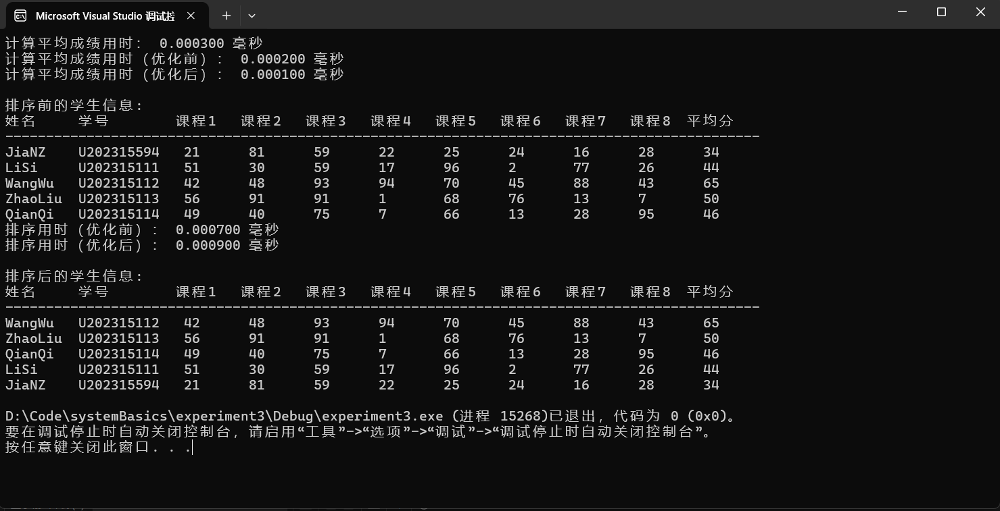 Microsoft Visual Studio 调试控
计算平均成绩用时: 0.000300 毫秒
计算平均成绩用时(优化前): 0.000200 毫秒
计算平均成绩用时(优化后): 0.000100 毫秒
排序前的学生信息:
姓名 学号 课程1 课程2 课程3 课程4 课程5 课程6 课程7 课程8 平均分
---------------------------------------------------------------------------------------------
JiaNZ U202315594 21 81 59 22 25 24 16 28 34
LiSi U202315111 51 30 59 17 96 2 77 26 44
WangWu U202315112 42 48 93 94 70 45 88 43 65
ZhaoLiu U202315113 56 91 91 1 68 76 13 7 50
QianQi U202315114 49 40 75 7 66 13 28 95 46
排序用时(优化前): 0.000700 毫秒
排序用时(优化后): 0.000900 毫秒
排序后的学生信息:
姓名 学号 课程1 课程2 课程3 课程4 课程5 课程6 课程7 课程8 平均分
---------------------------------------------------------------------------------------------
WangWu U202315112 42 48 93 94 70 45 88 43 65
ZhaoLiu U202315113 56 91 91 1 68 76 13 7 50
QianQi U202315114 49 40 75 7 66 13 28 95 46
LiSi U202315111 51 30 59 17 96 2 77 26 44
JiaNZ U202315594 21 81 59 22 25 24 16 28 34
D:\Code\systemBasics\experiment3\Debug\experiment3.exe (进程 15268)已退出,代码为 0 (0x0)。
要在调试停止时自动关闭控制台,请启用“工具”->“选项”->“调试”->“调试停止时自动关闭控制台”。
按任意键关闭此窗口. . .